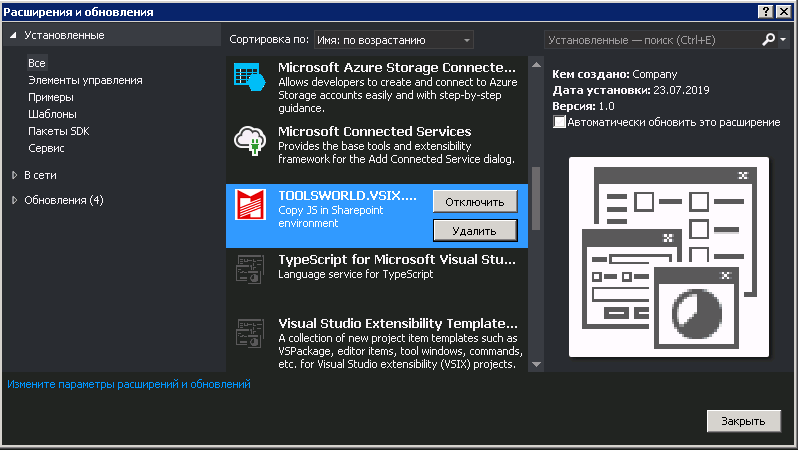 Расширения и обновления
Установленные
Все
Элементы управления
Примеры
Шаблоны
Пакеты SDK
Сервис
В сети
Обновления (4)
Измените параметры расширений и обновлений
Сортировка по: Имя: по возрастанию
Microsoft Azure Storage Connecte...
Allows developers to create and connect to Azure
Storage accounts easily and with step-by-step
guidance.
Microsoft Connected Services
Provides the base tools and extensibility
framework for the Add Connected Service dialog.
TOOLSWORLD.VSIX....
Copy JS in Sharepoint
environment
Отключить
Удалить
TypeScript for Microsoft Visual Stu...
Language service for TypeScript
Visual Studio Extensibility Template...
A collection of new project item templates such as
VSPackage, editor items, tool windows, commands,
etc. for Visual Studio extensibility (VSIX) projects.
Установленные — поиск (Ctrl+E)
Кем создано: Company
Дата установки: 23.07.2019
Версия: 1.0
Автоматически обновить это расширение
Закрыть